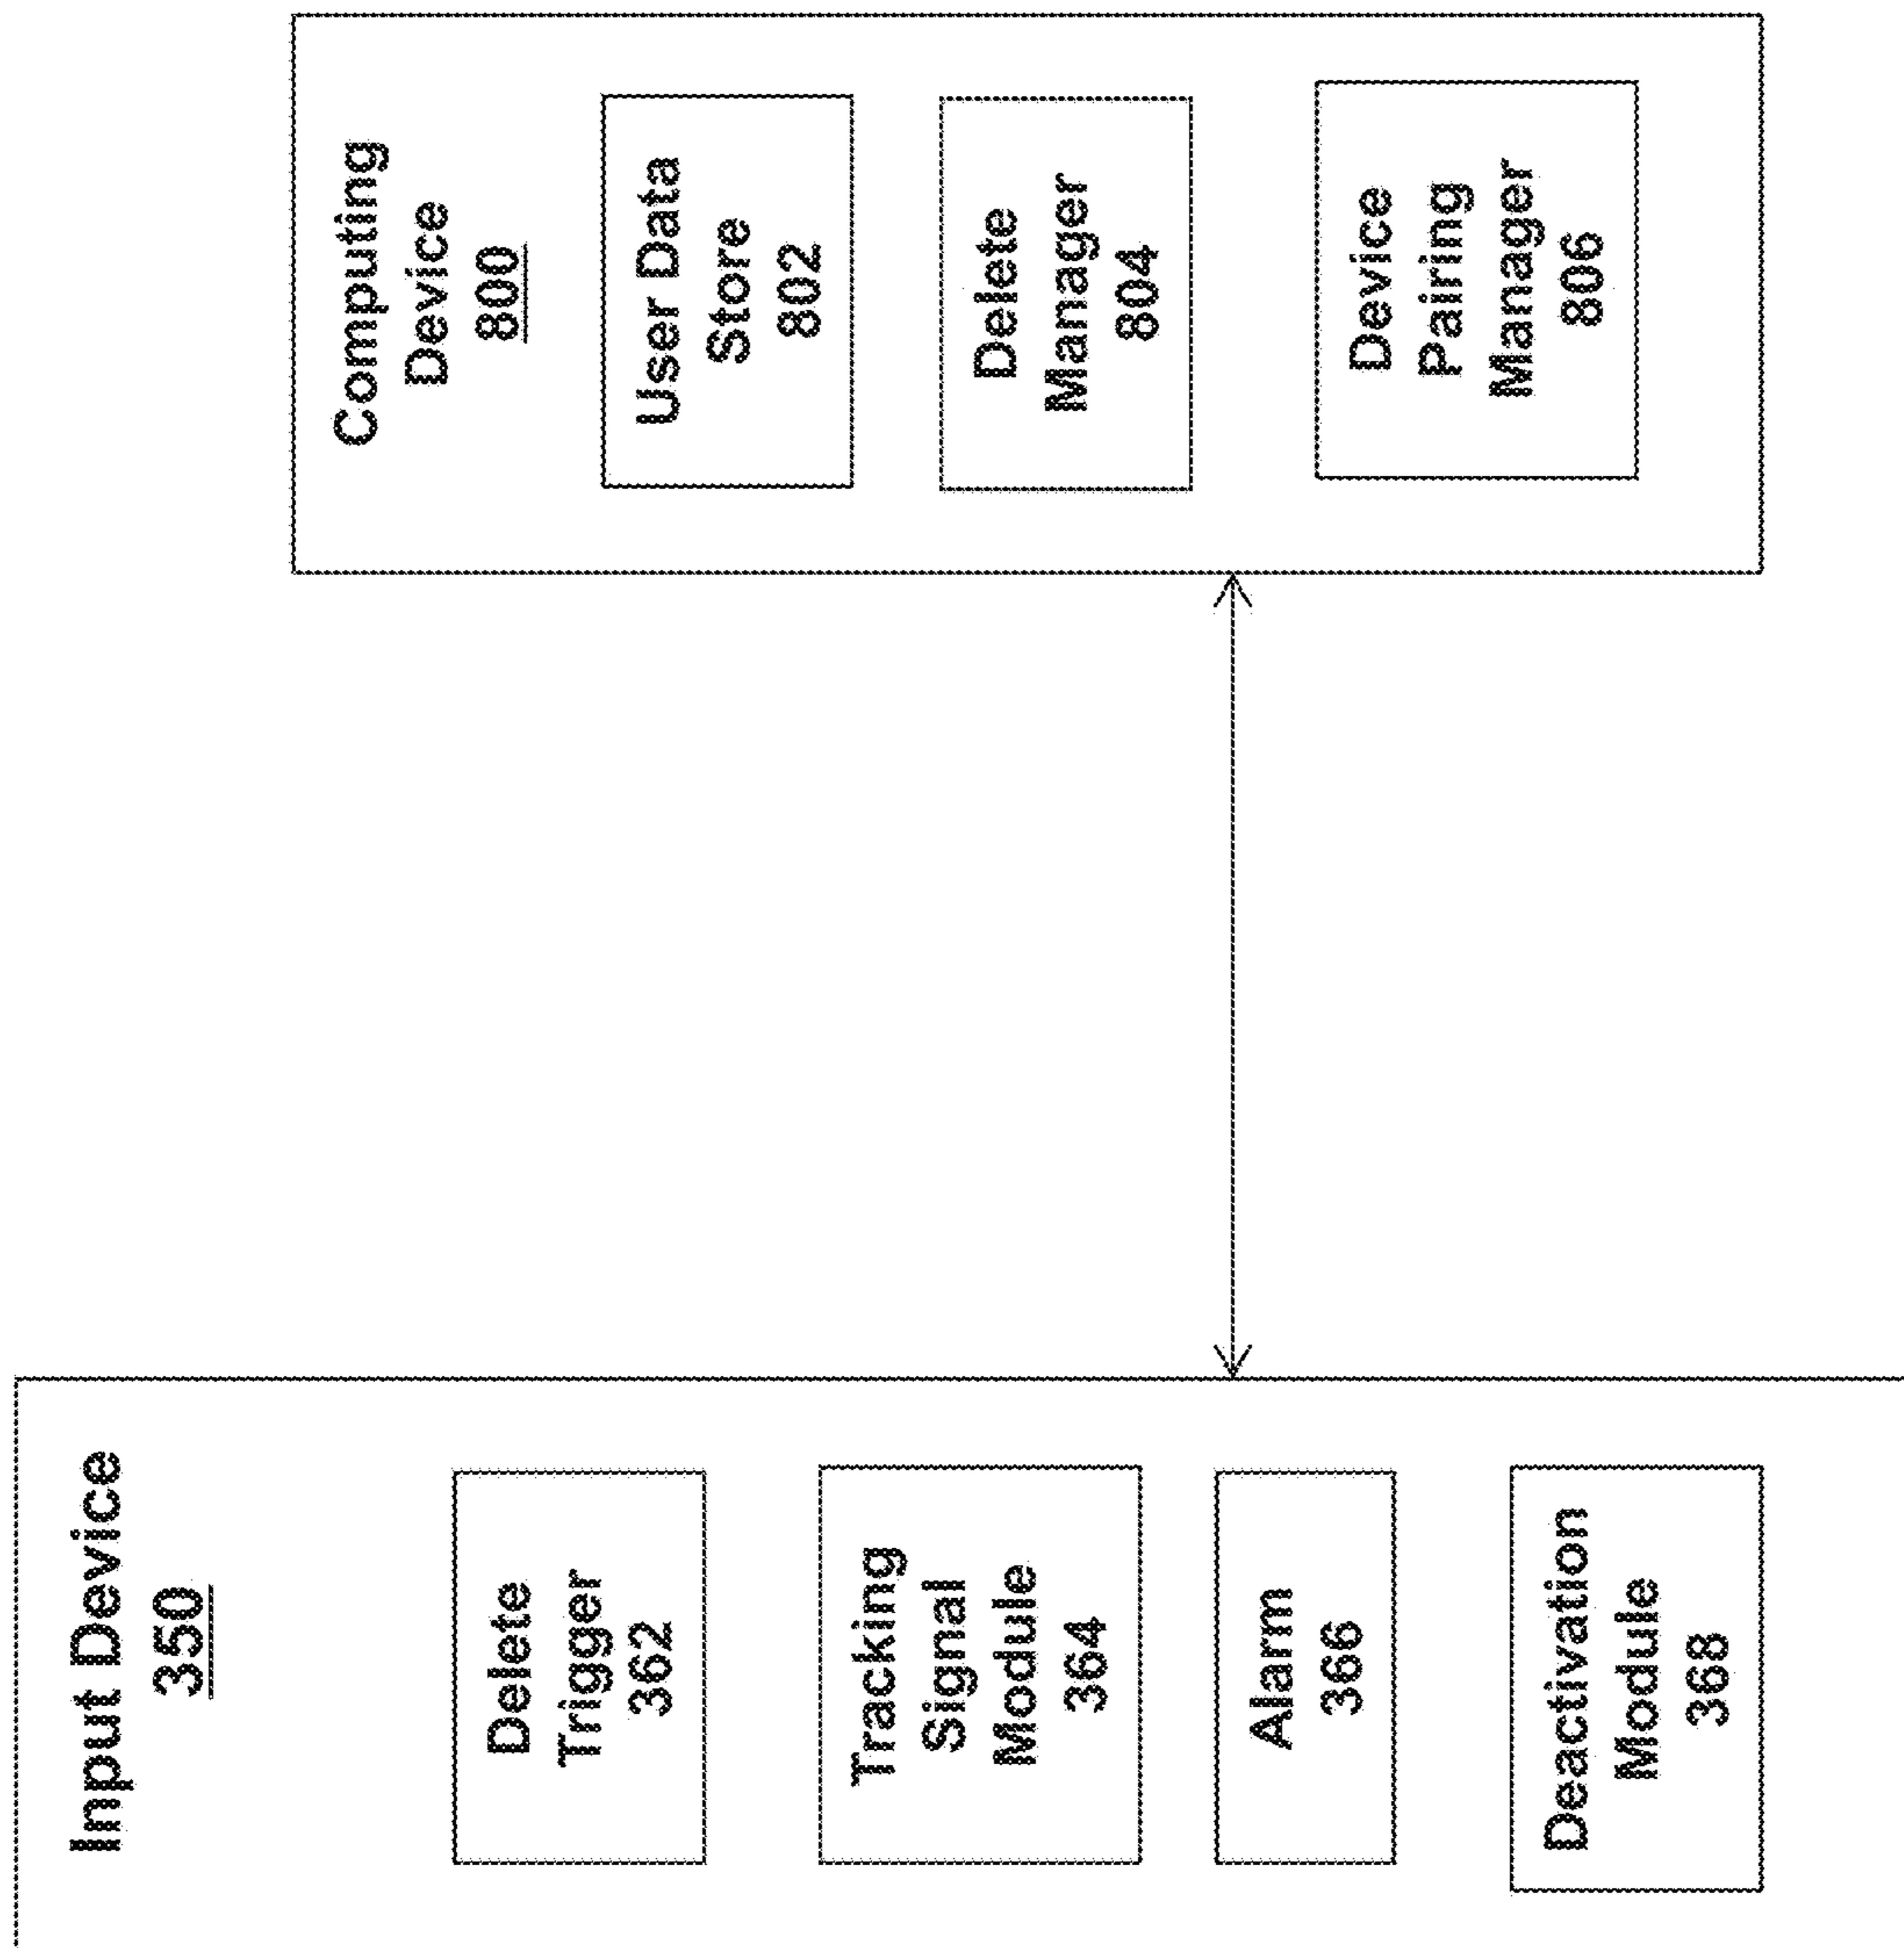 Input Device
350
Delete
Trigger
362
Tracking
Signal
Module
364
Alarm
366
Deactivation
Module
368
Computing
Device
800
User Data
Store
802
Delete
Manager
804
Device
Pairing
Manager
806